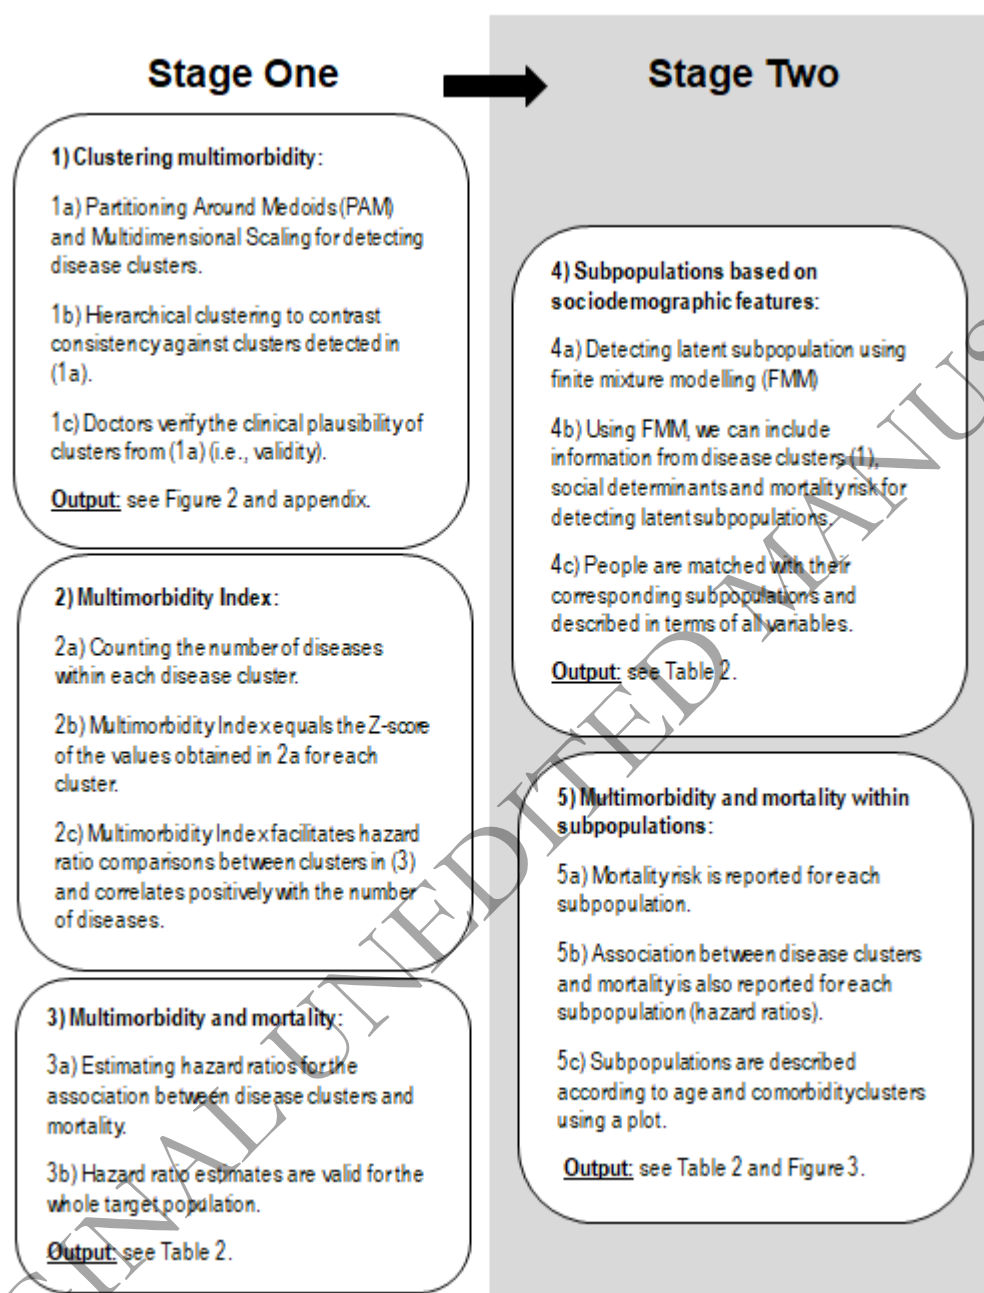 Stage One
1) Clustering multimorbidity:
1a) Partitioning Around Medoids (PAM)
and Multidimensional Scaling for detecting
disease clusters.
1b) Hierarchical clustering to contrast
consistency against clusters detected in
(1a).
1c) Doctors verify the clinical plausibility of
clusters from (1a) (i.e., validity).
Output: see Figure 2 and appendix.
2) Multimorbidity Index:
2a) Counting the number of diseases
within each disease cluster.
2b) Multimorbidity Index equals the Z-score
of the values obtained in 2a for each
cluster.
2c) Multimorbidity Index facilitates hazard
ratio comparisons between clusters in (3)
and correlates positively with the number
of diseases.
3) Multimorbidity and mortality:
3a) Estimating hazard ratios for the
association between disease clusters and
mortality.
3b) Hazard ratio estimates are valid for the
whole target population.
Output: see Table 2.
Stage Two
4) Subpopulations based on
sociodemographic features:
4a) Detecting latent subpopulation using
finite mixture modelling (FMM)
4b) Using FMM, we can include
information from disease clusters (1),
social determinants and mortality risk for
detecting latent subpopulations.
4c) People are matched with their
corresponding subpopulations and
described in terms of all variables.
Output: see Table 2.
5) Multimorbidity and mortality within
subpopulations:
5a) Mortality risk is reported for each
subpopulation.
5b) Association between disease clusters
and mortality is also reported for each
subpopulation (hazard ratios).
5c) Subpopulations are described
according to age and comorbidity clusters
using a plot.
Output: see Table 2 and Figure 3.
GINAL UNEDITED MANUS